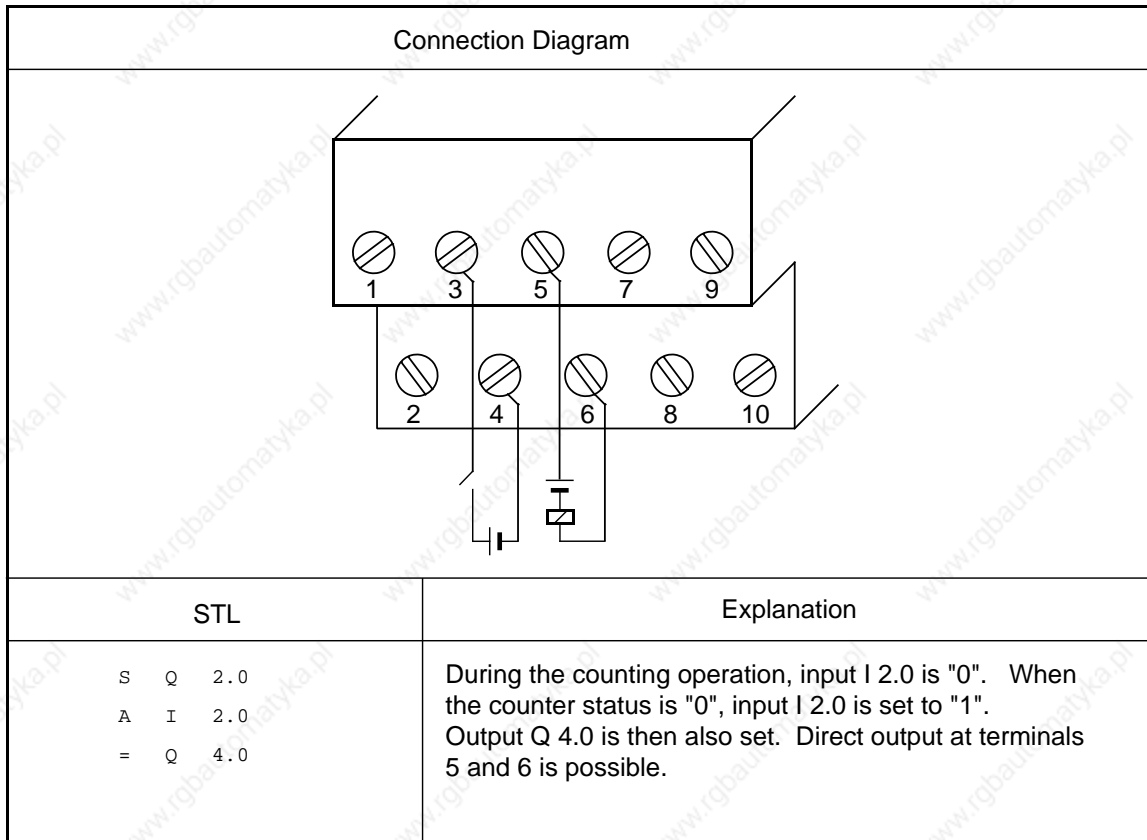 Connection Diagram
1 3 5 7 9
2 4 6 8 10
STL
Explanation
S Q 2.0
A I 2.0
= Q 4.0
During the counting operation, input I 2.0 is "0". When
the counter status is "0", input I 2.0 is set to "1".
Output Q 4.0 is then also set. Direct output at terminals
5 and 6 is possible.
www.rgbautomatyka.pl